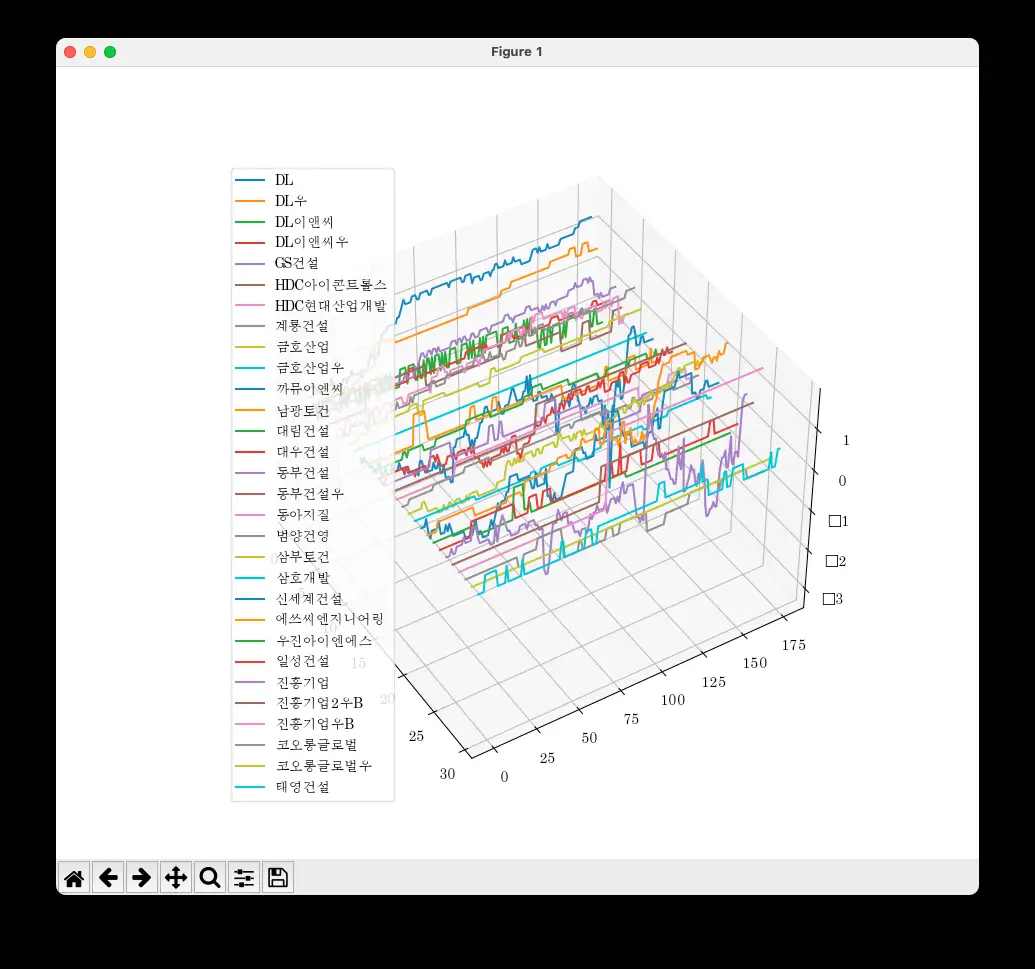 Figure 1
DL
DL우
DL이앤씨
DL이앤씨우
GS건설
HDC아이콘트롤스
HDC현대산업개발
계룡건설
금호산업
금호산업우
까뮤이앤씨
남광토건
대림건설
대우건설
동부건설
동부건설우
동아지질
범양건영
삼부토건
삼호개발
신세계건설
에쓰씨엔지니어링
우진아이엔에스
일성건설
진흥기업
진흥기업2우B
진흥기업우B
코오롱글로벌
코오롱글로벌우
태영건설
0
10
15
20
25
30
0
25
50
75
100
125
150
175
1
0
□1
□2
□3